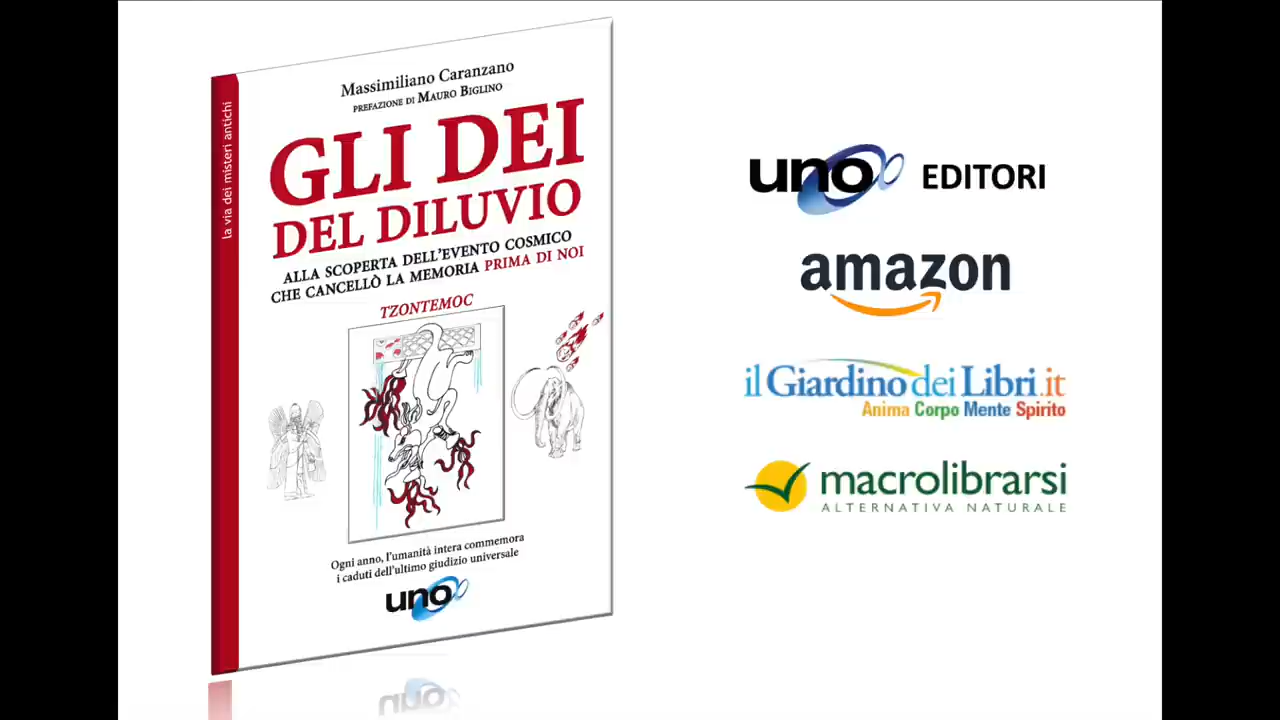 la via dei misteri antichi
Massimiliano Caranzano
PREFAZIONE DI MAURO BIGLINO
GLI DEI
DEL DILUVIO
ALLA SCOPERTA DELL'EVENTO COSMICO
CHE CANCELLÒ LA MEMORIA PRIMA DI NOI
TZONTEMOC
Ogni anno, l'umanità intera commemora
i caduti dell'ultimo giudizio universale
uno
uno EDITORI
amazon
il Giardino dei Libri.it
Anima Corpo Mente Spirito
macrolibrarsi
ALTERNATIVA NATURALE